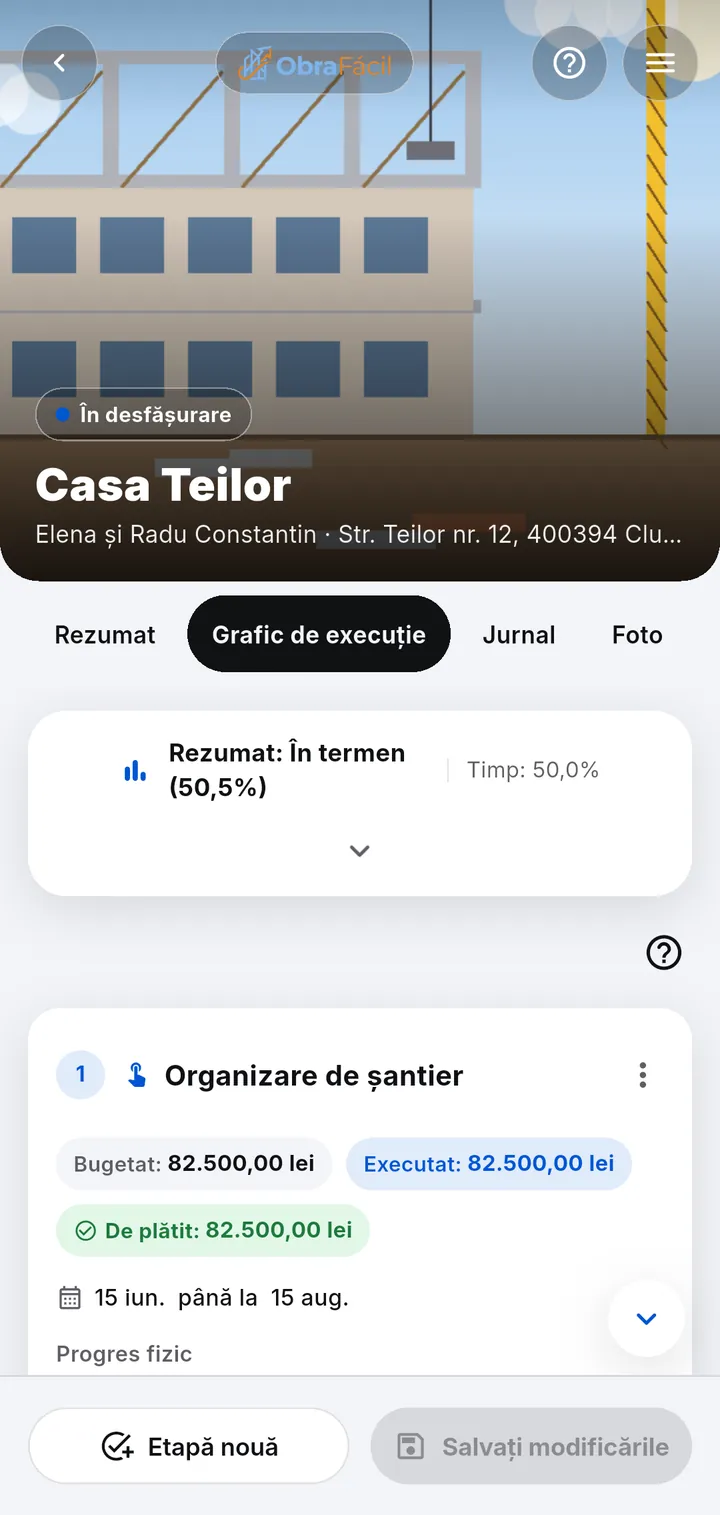 ObraFácil
În desfășurare
Casa Teilor
Elena și Radu Constantin · Str. Teilor nr. 12, 400394 Clu...
Rezumat
Grafic de execuție
Jurnal
Foto
Rezumat: În termen
(50,5%)
Timp: 50,0%
1
Organizare de șantier
Bugetat: 82.500,00 lei
Executat: 82.500,00 lei
De plătit: 82.500,00 lei
15 iun. până la 15 aug.
Progres fizic
Etapă nouă
Salvați modificările